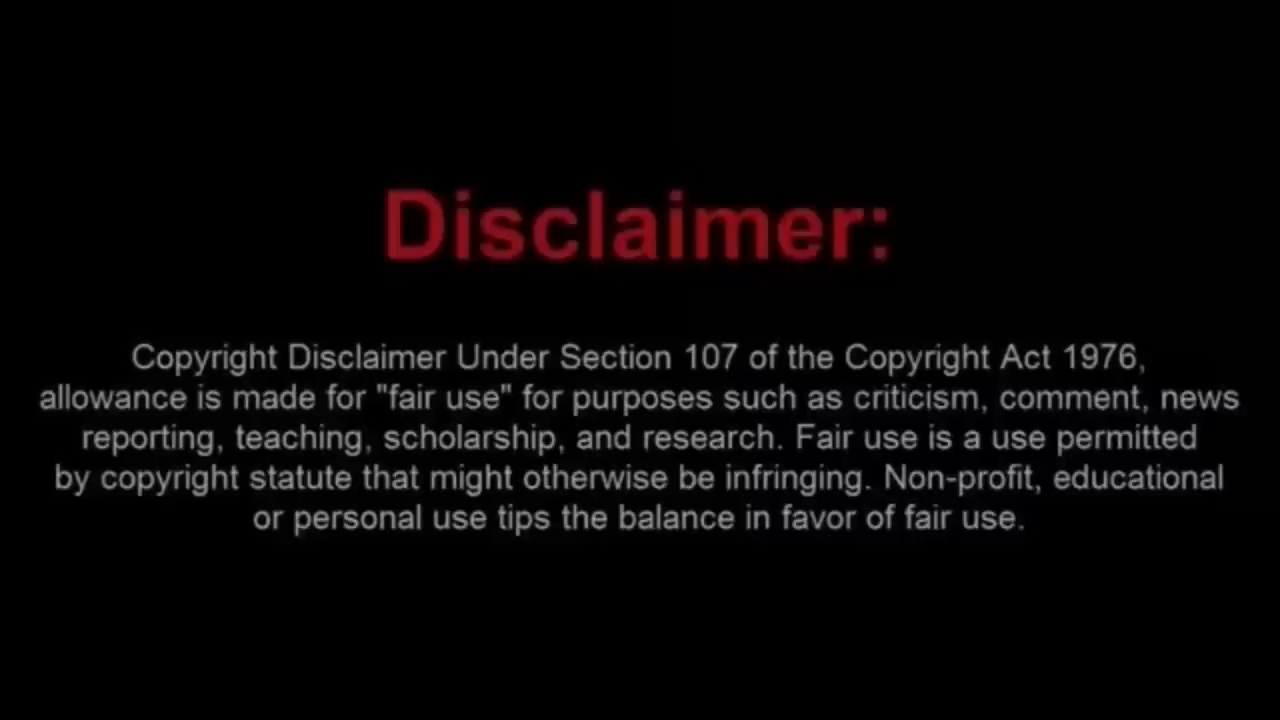 Disclaimer:
Copyright Disclaimer Under Section 107 of the Copyright Act 1976,
allowance is made for "fair use" for purposes such as criticism, comment, news
reporting, teaching, scholarship, and research. Fair use is a use permitted
by copyright statute that might otherwise be infringing. Non-profit, educational
or personal use tips the balance in favor of fair use.